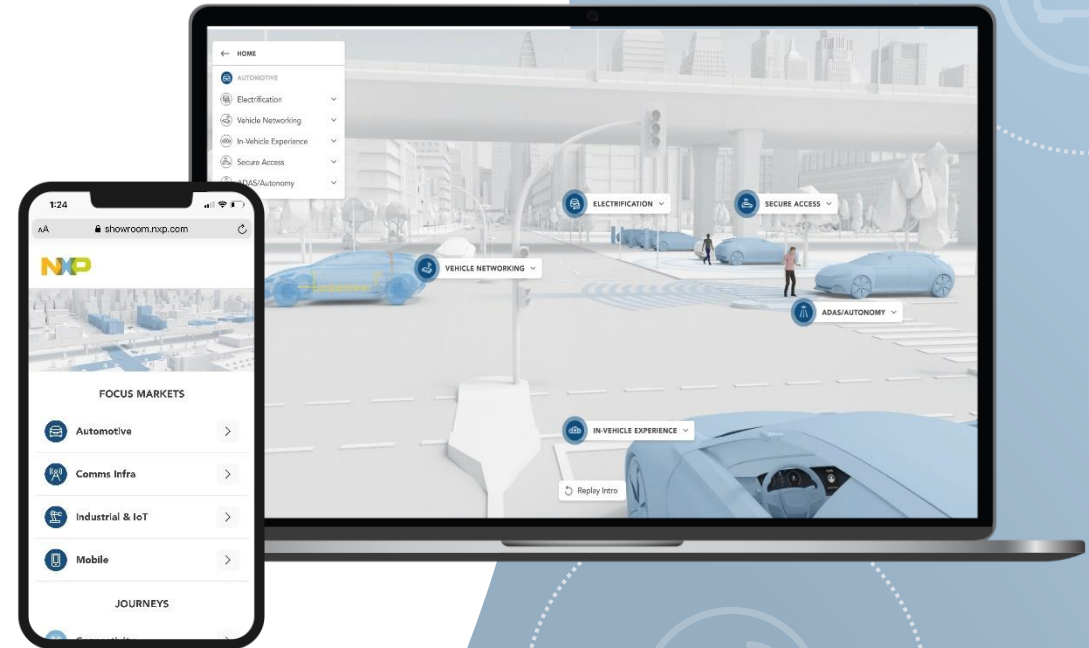 ← HOME
AUTOMOTIVE
Electrification
Vehicle Networking
In-Vehicle Experience
Secure Access
ADAS/Autonomy
ELECTRIFICATION
SECURE ACCESS
VEHICLE NETWORKING
ADAS/AUTONOMY
IN-VEHICLE EXPERIENCE
Replay Intro
1:24
AA showroom.nxp.com
NXP
FOCUS MARKETS
Automotive
Comms Infra
Industrial & IoT
Mobile
JOURNEYS